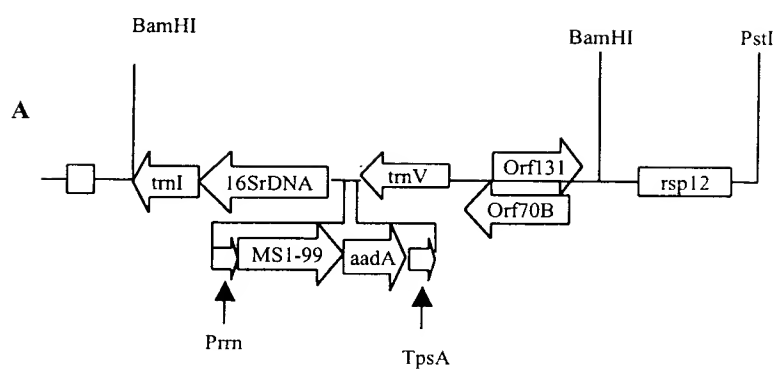 BamHI
BamHI
PstI
A
trnI
16SrDNA
trnV
Orf131
rsp12
Orf70B
MS1-99
aadA
Prrn
TpsA